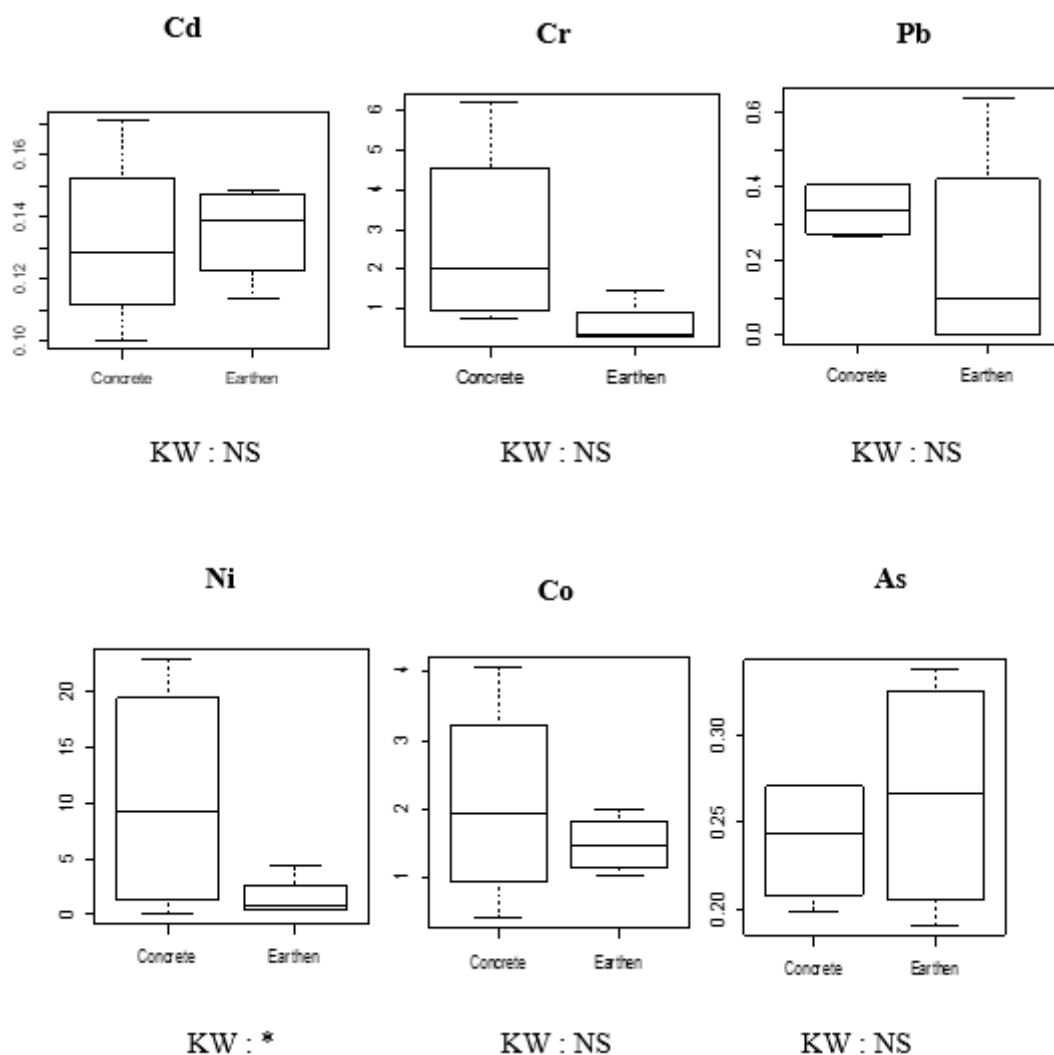 Cd
0.16
0.14
0.12
0.10
Concrete Earthen
KW : NS
Cr
6
5
4
3
2
1
Concrete Earthen
KW : NS
Pb
0.6
0.4
0.2
0.0
Concrete Earthen
KW : NS
Ni
20
15
10
5
0
Concrete Earthen
KW : *
Co
4
3
2
1
Concrete Earthen
KW : NS
As
0.30
0.25
0.20
Concrete Earthen
KW : NS